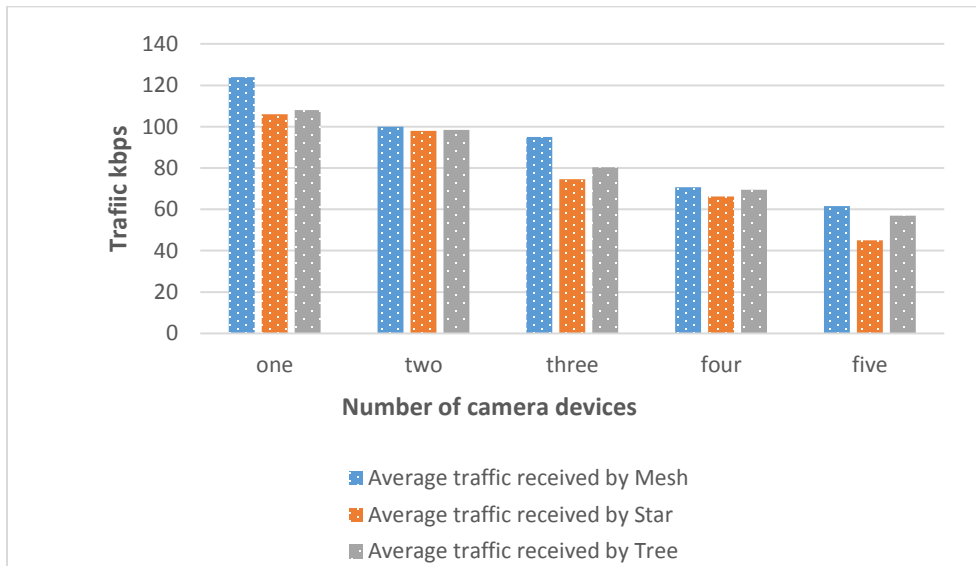 140
120
100
80
60
40
20
0
Trafiic kbps
one two three four five
Number of camera devices
Average traffic received by Mesh
Average traffic received by Star
Average traffic received by Tree